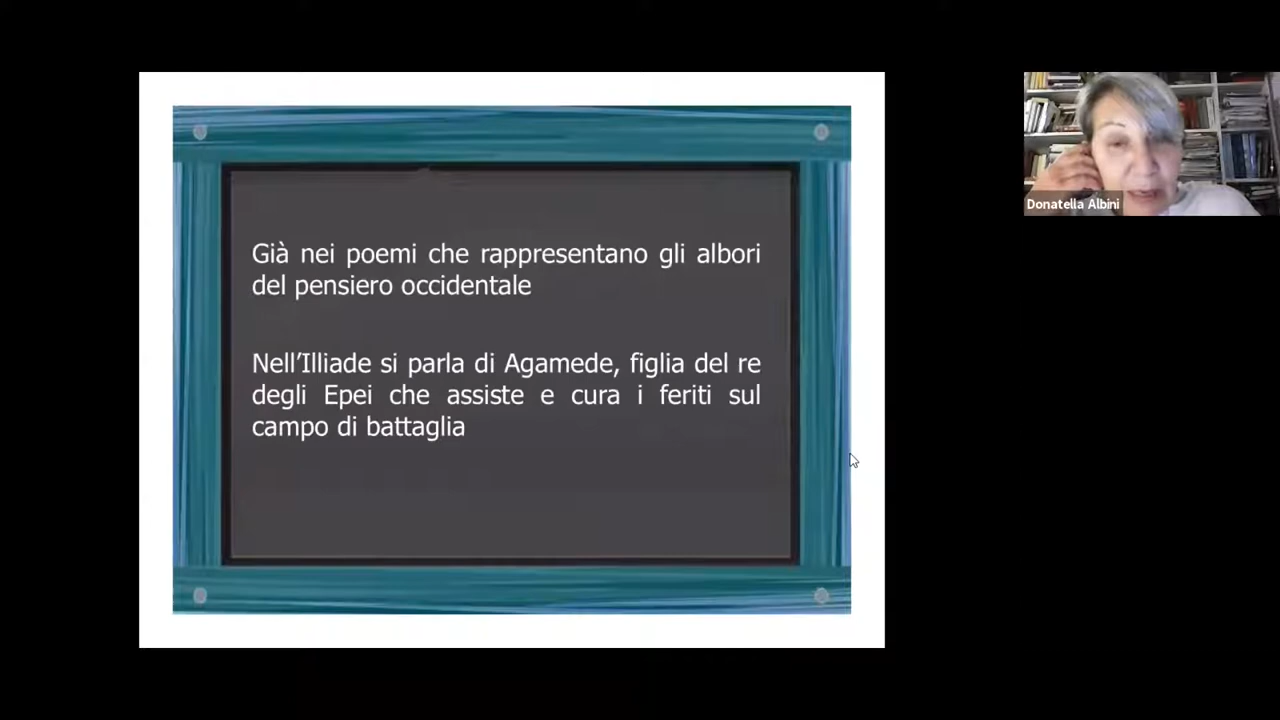 Già nei poemi che rappresentano gli albori
del pensiero occidentale
Nell’Illiade si parla di Agamede, figlia del re
degli Epei che assiste e cura i feriti sul
campo di battaglia
Donatella Albini